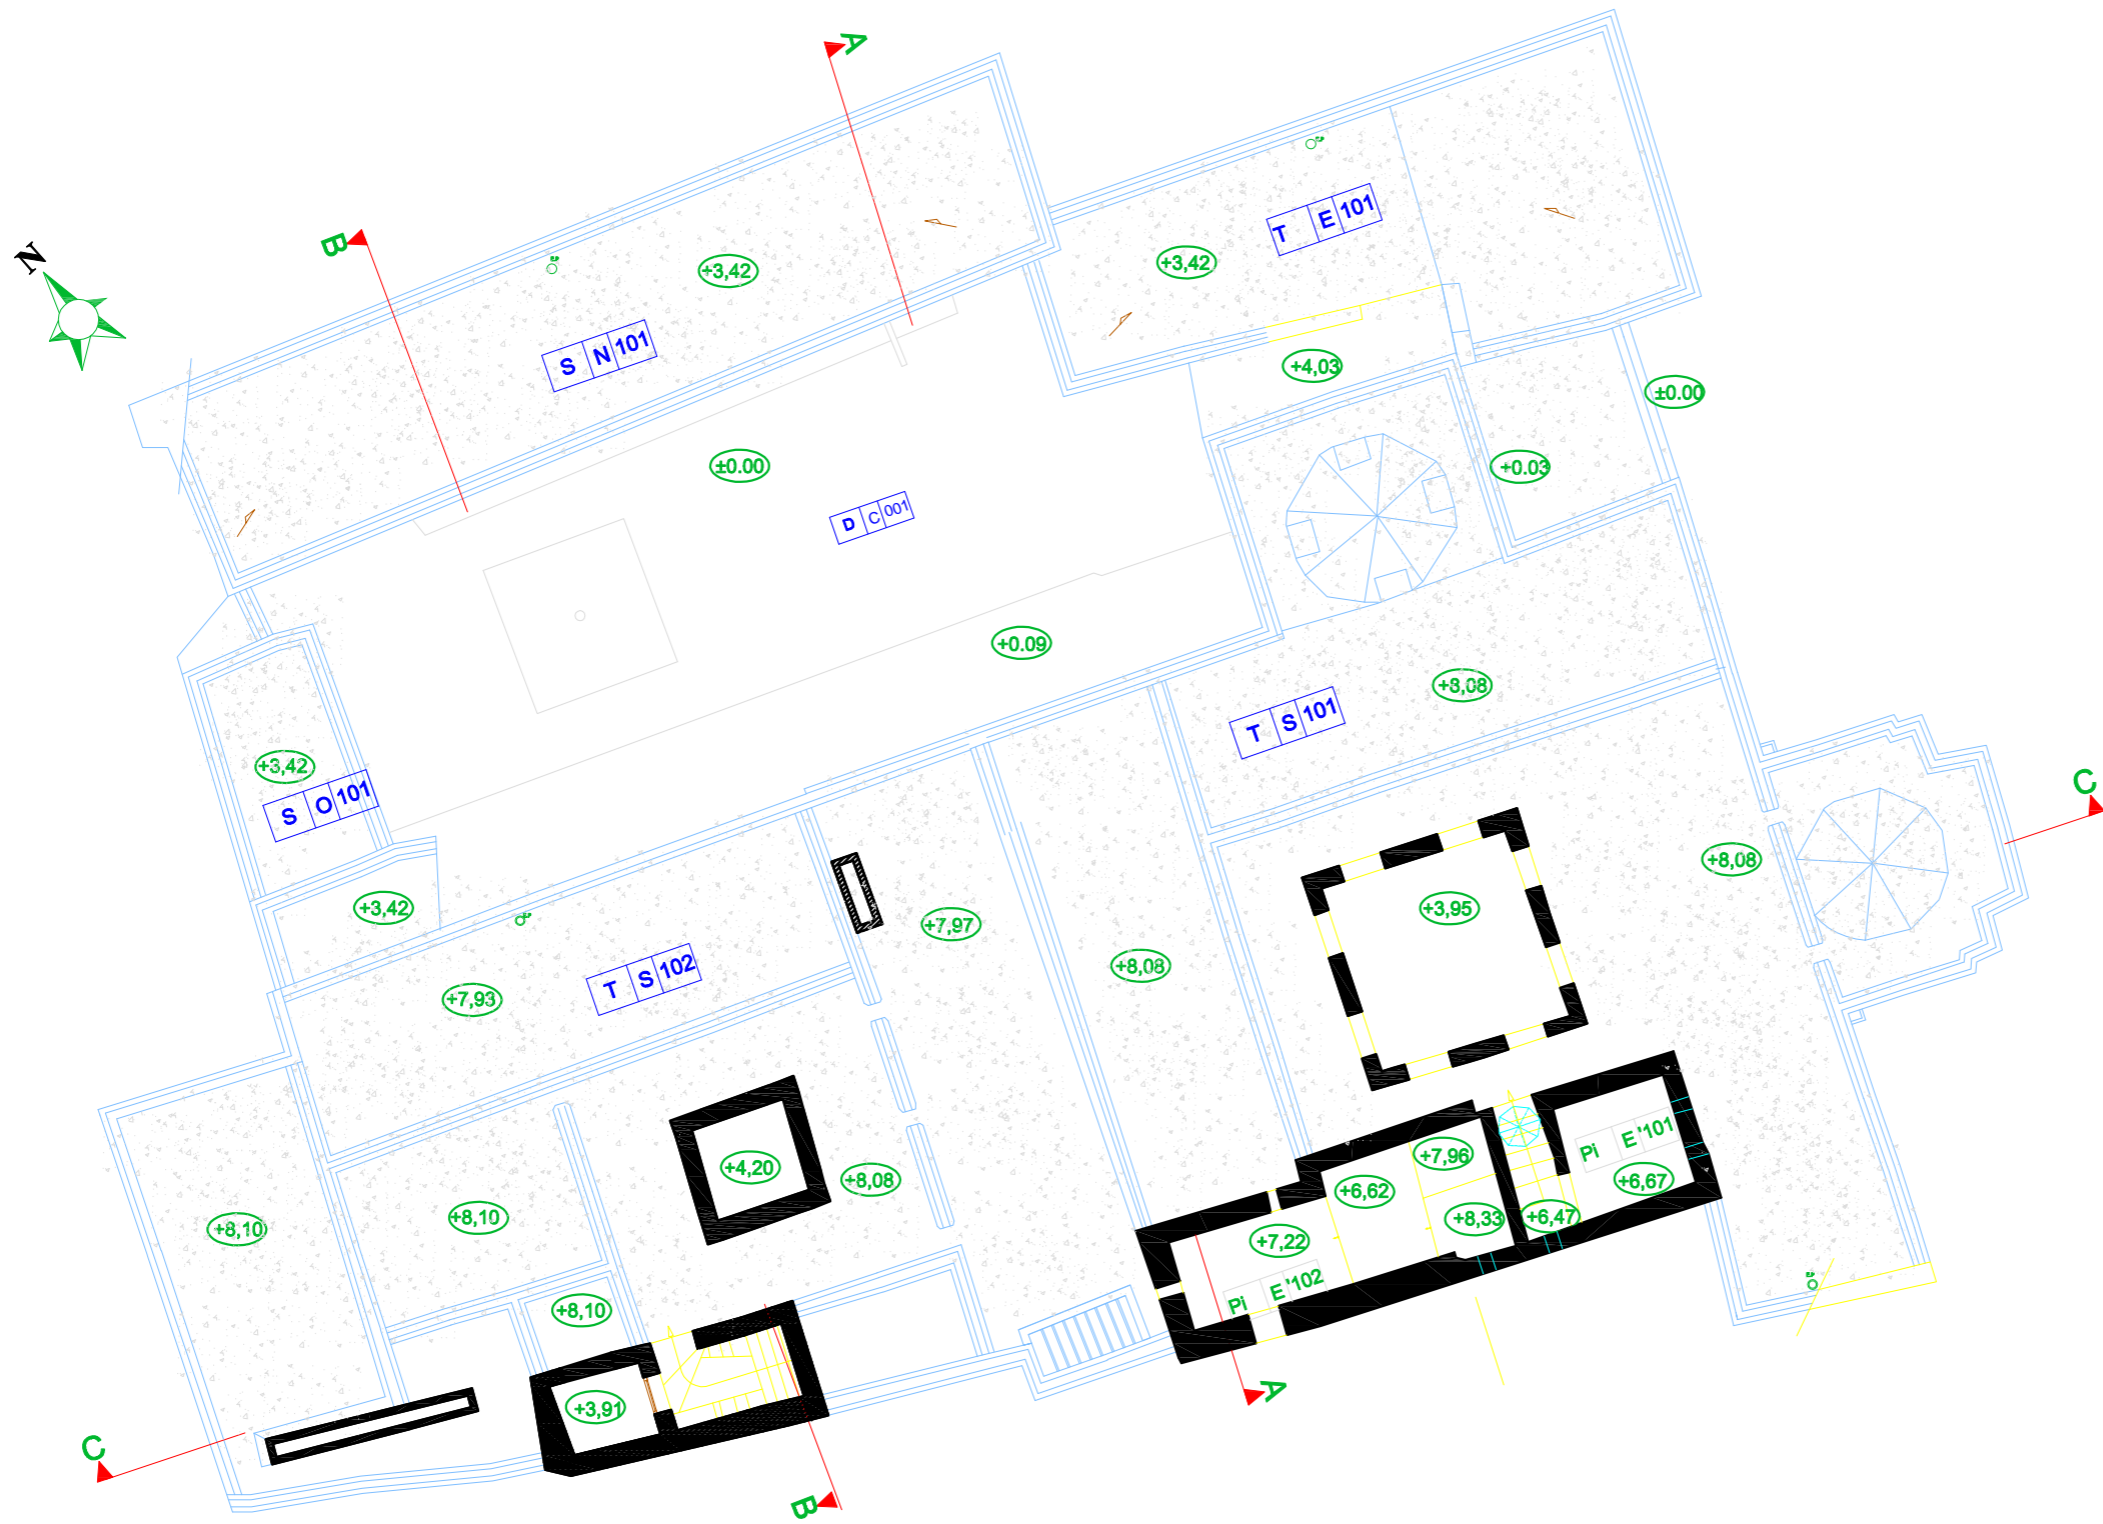 A
N
B
+3,42
T E 101
+3,42
S N 101
+4,03
±0.00
±0.00
+0.03
D C 001
+0.09
+8,08
T S 101
+3,42
S O 101
C
+8,08
+3,42
+7,97
+3,95
+8,08
T S 102
+7,93
Pi E'101
+7,96
+4,20
+8,08
+6,62
+6,67
+8,10
+8,10
+8,33
+6,47
+7,22
Pi E'102
+8,10
A
+3,91
C
B